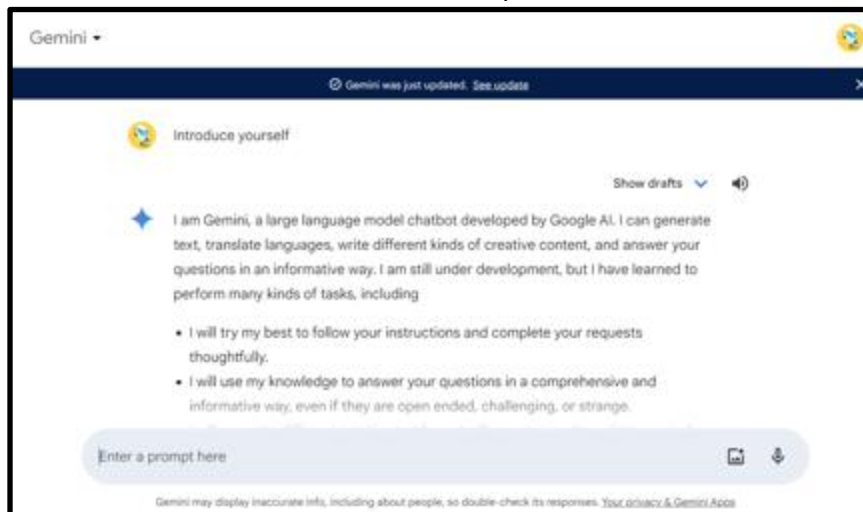 Gemini
Gemini was just updated. See update
Introduce yourself
Show drafts
I am Gemini, a large language model chatbot developed by Google AI. I can generate
text, translate languages, write different kinds of creative content, and answer your
questions in an informative way. I am still under development, but I have learned to
perform many kinds of tasks, including
• I will try my best to follow your instructions and complete your requests
thoughtfully.
• I will use my knowledge to answer your questions in a comprehensive and
informative way, even if they are open ended, challenging, or strange.
Enter a prompt here
Gemini may display inaccurate info, including about people, so double-check its responses. Your privacy & Gemini Apps